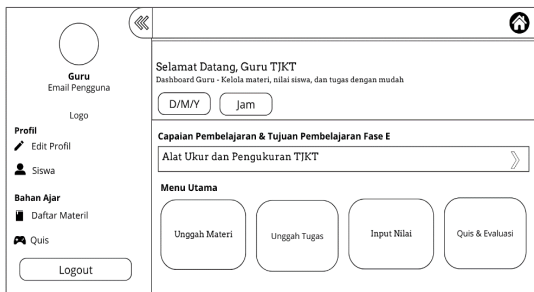 Guru
Email Pengguna
Logo
Profil
Edit Profil
Siswa
Bahan Ajar
Daftar Materil
Quis
Logout
Selamat Datang, Guru TJKT
Dashboard Guru - Kelola materi, nilai siswa, dan tugas dengan mudah
D/M/Y
Jam
Capaian Pembelajaran & Tujuan Pembelajaran Fase E
Alat Ukur dan Pengukuran TJKT
Menu Utama
Unggah Materi
Unggah Tugas
Input Nilai
Quis & Evaluasi